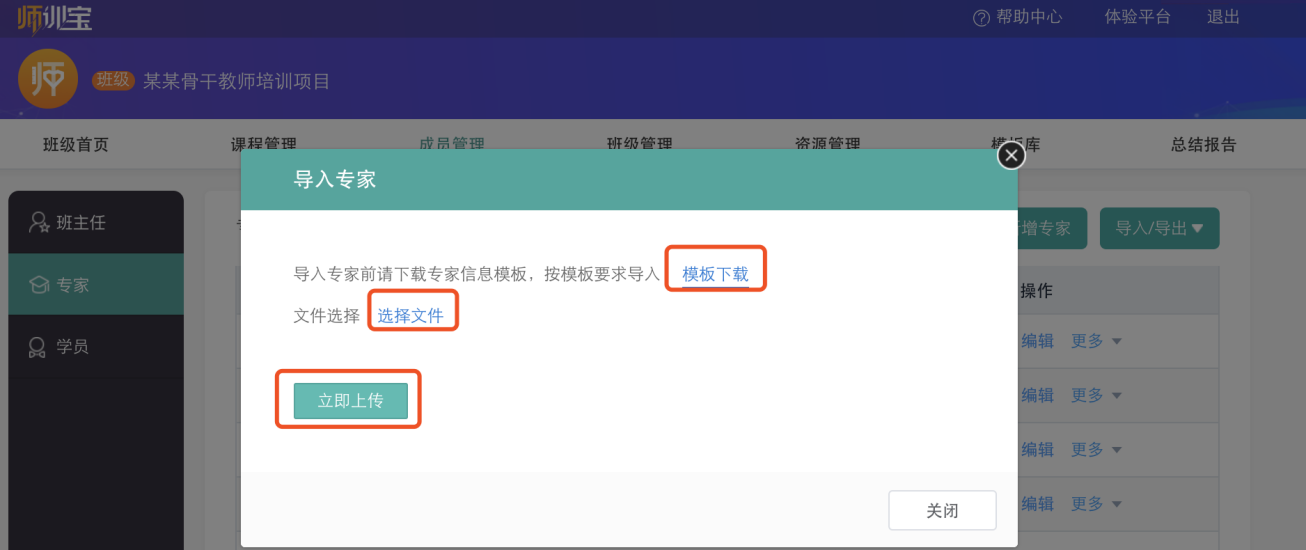 师训宝
帮助中心 体验平台 退出
师 班级 某某骨干教师培训项目
班级首页 课程管理 成员管理 班级管理 资源管理 模板库 总结报告
导入专家
班主任
增专家 导入/导出
导入专家前请下载专家信息模板，按模板要求导入 模板下载
专家
操作
文件选择 选择文件
编辑 更多
学员
立即上传
编辑 更多
编辑 更多
编辑 更多
关闭